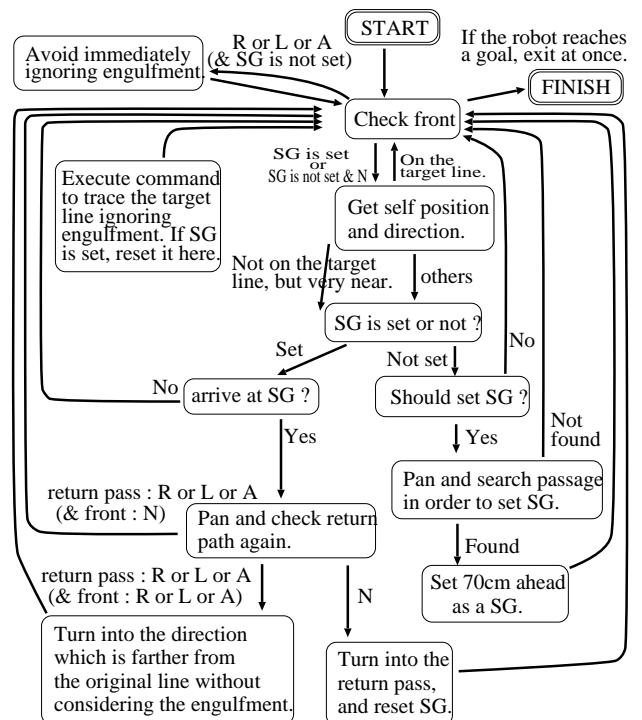 START
If the robot reaches
a goal, exit at once.
FINISH
R or L or A
(& SG is not set)
Avoid immediately
ignoring engulfment.
Check front
SG is set
or
SG is not set & N
On the
target line.
Execute command
to trace the target
line ignoring
engulfment. If SG
is set, reset it here.
Get self position
and direction.
Not on the target
line, but very near.
others
SG is set or not ?
No
Set
Not set
No
arrive at SG ?
Should set SG ?
Yes
Yes
Not
found
return pass : R or L or A
(& front : N)
Pan and check return
path again.
Pan and search passage
in order to set SG.
Found
return pass : R or L or A
(& front : R or L or A)
N
Set 70cm ahead
as a SG.
Turn into the direction
which is farther from
the original line without
considering the engulfment.
Turn into the
return pass,
and reset SG.